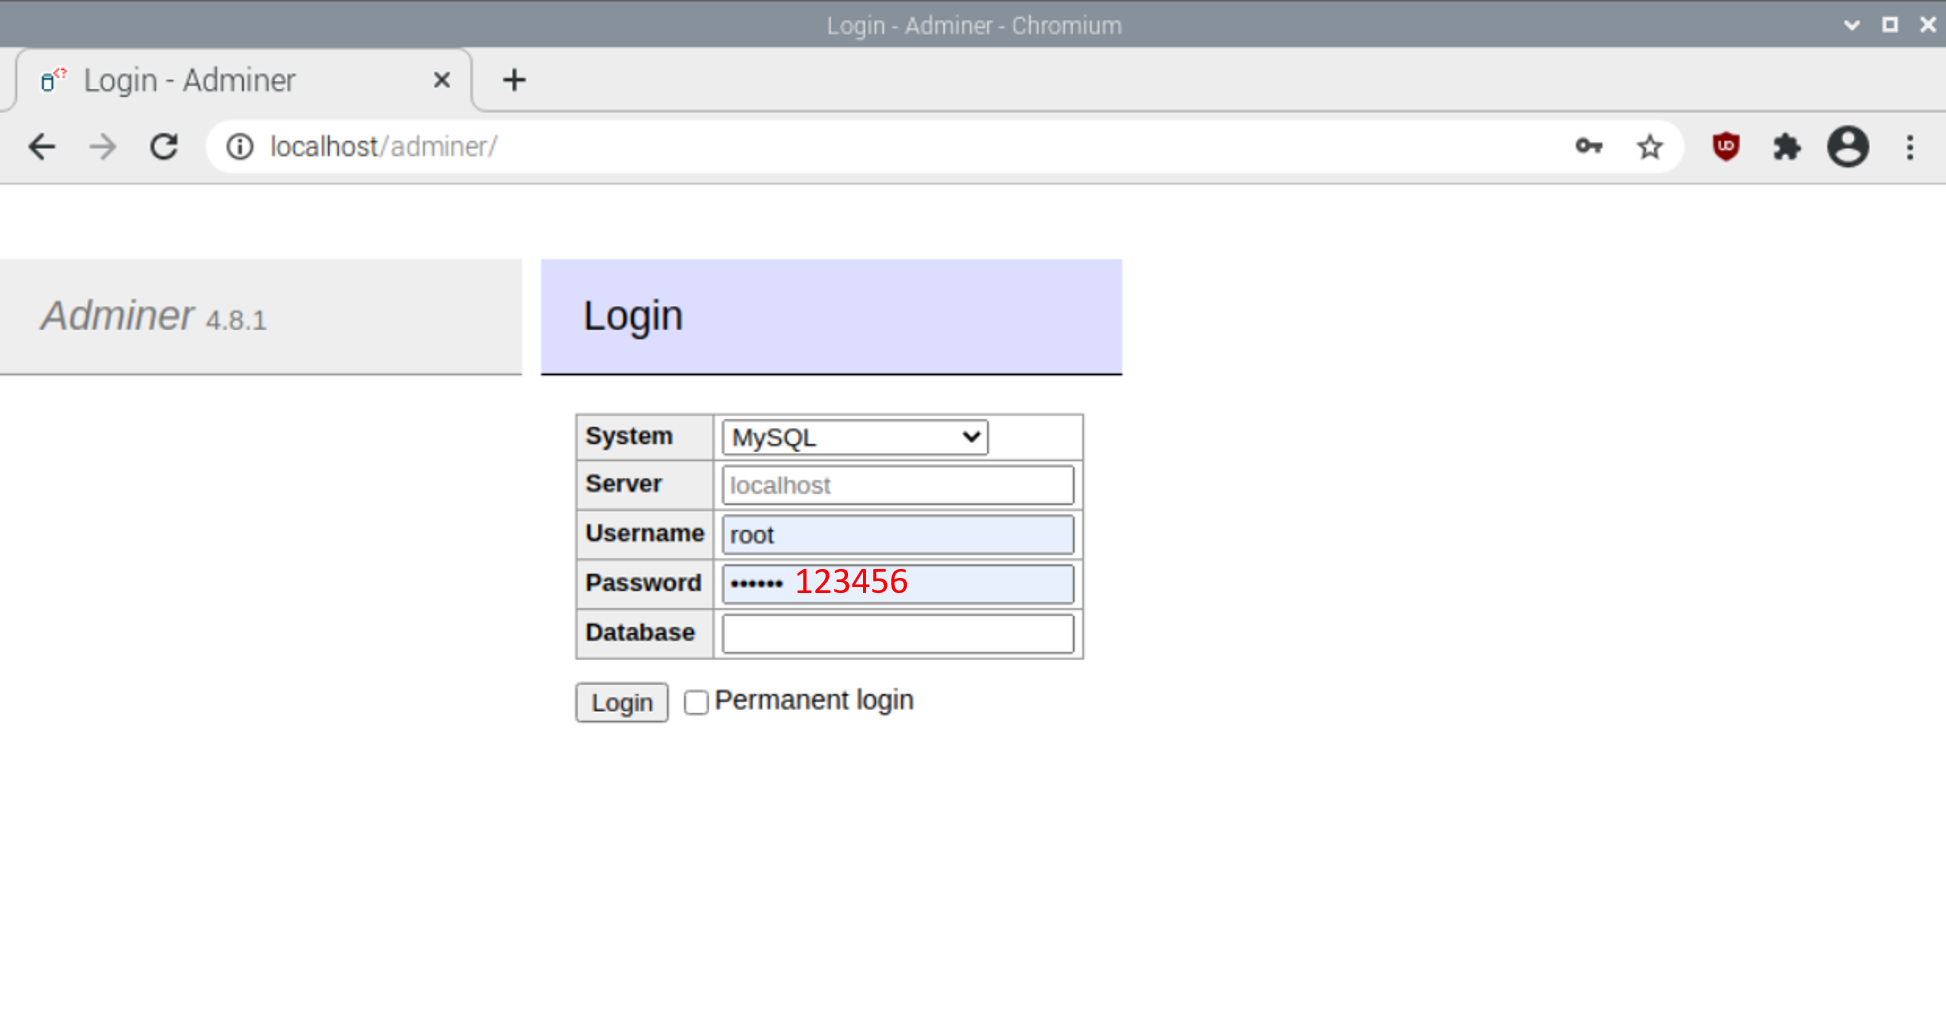 Login - Adminer - Chromium
Login - Adminer
localhost/adminer/
Adminer 4.8.1
Login
System MySQL
Server localhost
Username root
Password •••••• 123456
Database
Login Permanent login